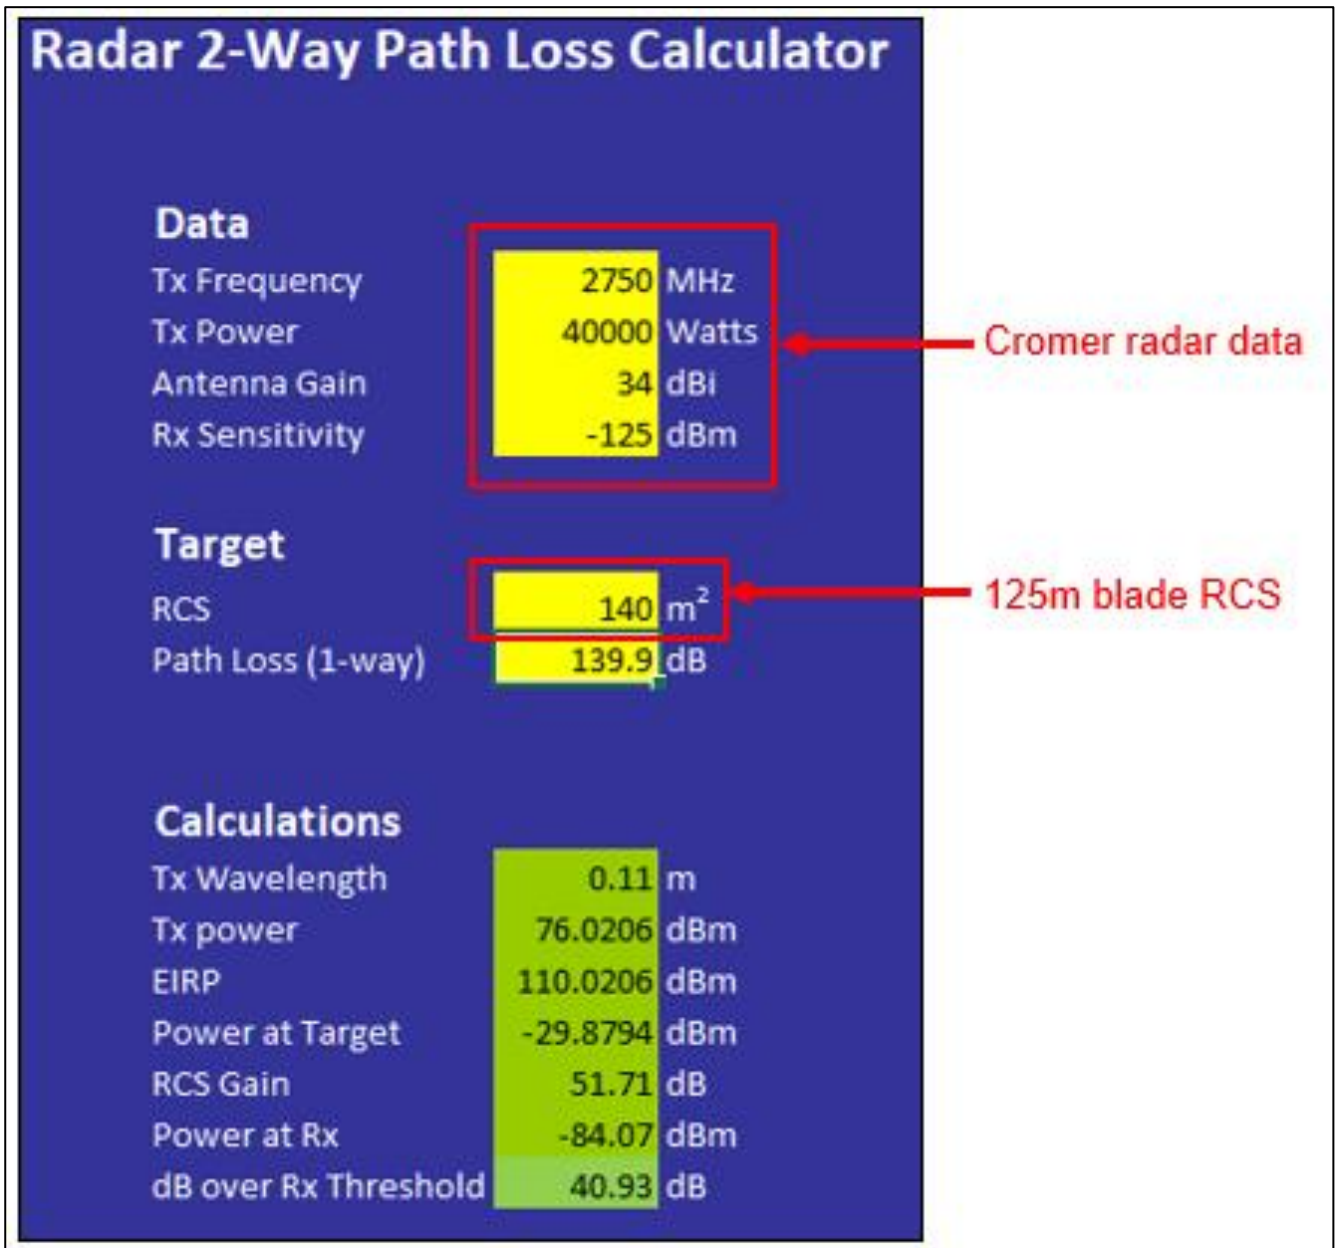 Radar 2-Way Path Loss Calculator
Data
Tx Frequency 2750 MHz
Tx Power 40000 Watts
Cromer radar data
Antenna Gain 34 dBi
Rx Sensitivity -125 dBm
Target
RCS 140 m²
125m blade RCS
Path Loss (1-way) 139.9 dB
Calculations
Tx Wavelength 0.11 m
Tx power 76.0206 dBm
EIRP 110.0206 dBm
Power at Target -29.8794 dBm
RCS Gain 51.71 dB
Power at Rx -84.07 dBm
dB over Rx Threshold 40.93 dB